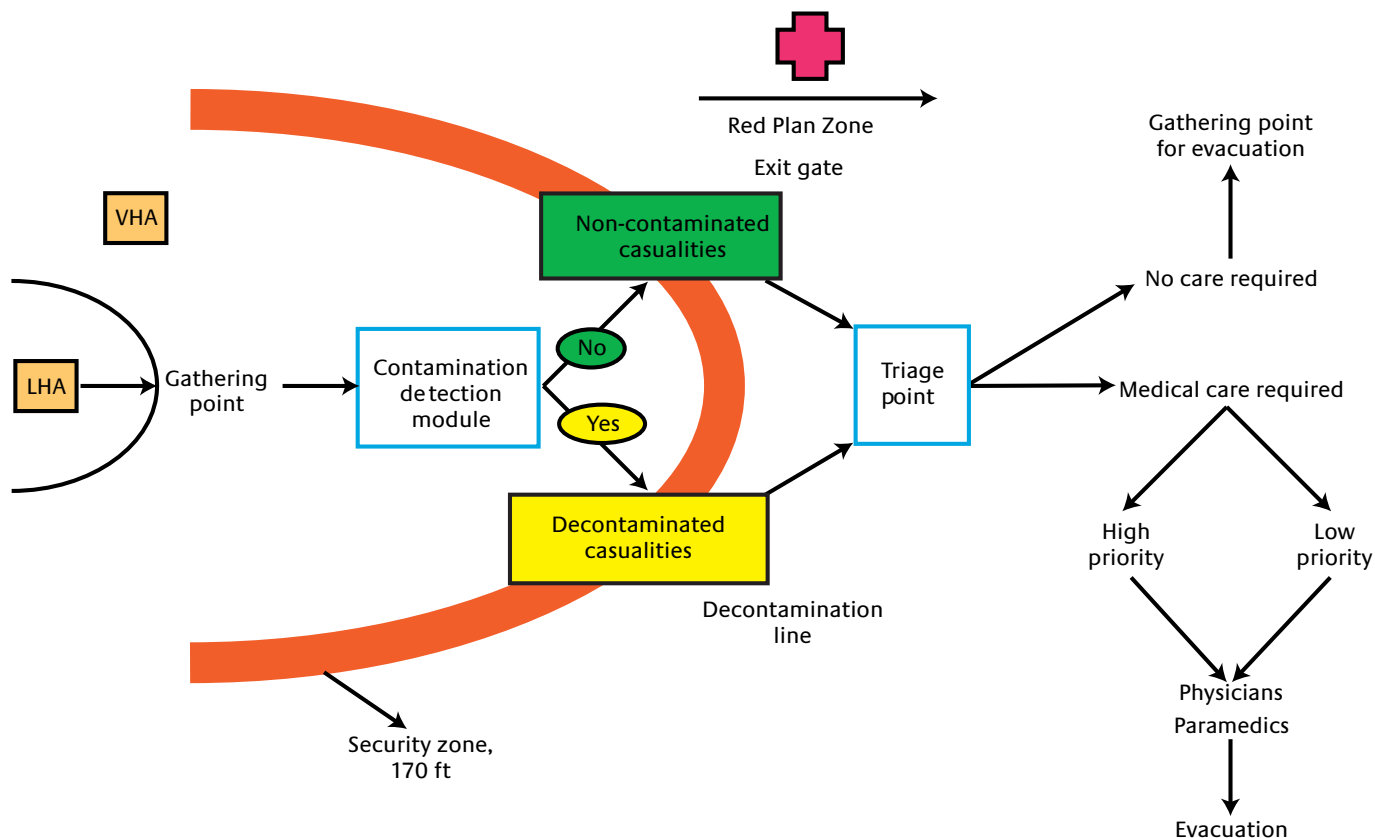 Red Plan Zone
Exit gate
Gathering point
for evacuation
VHA
Non-contaminated
casualities
No care required
LHA
Gathering
point
Contamination
detection
module
No
Yes
Triage
point
Medical care required
Decontaminated
casualities
High
priority
Low
priority
Decontamination
line
Security zone,
170 ft
Physicians
Paramedics
Evacuation